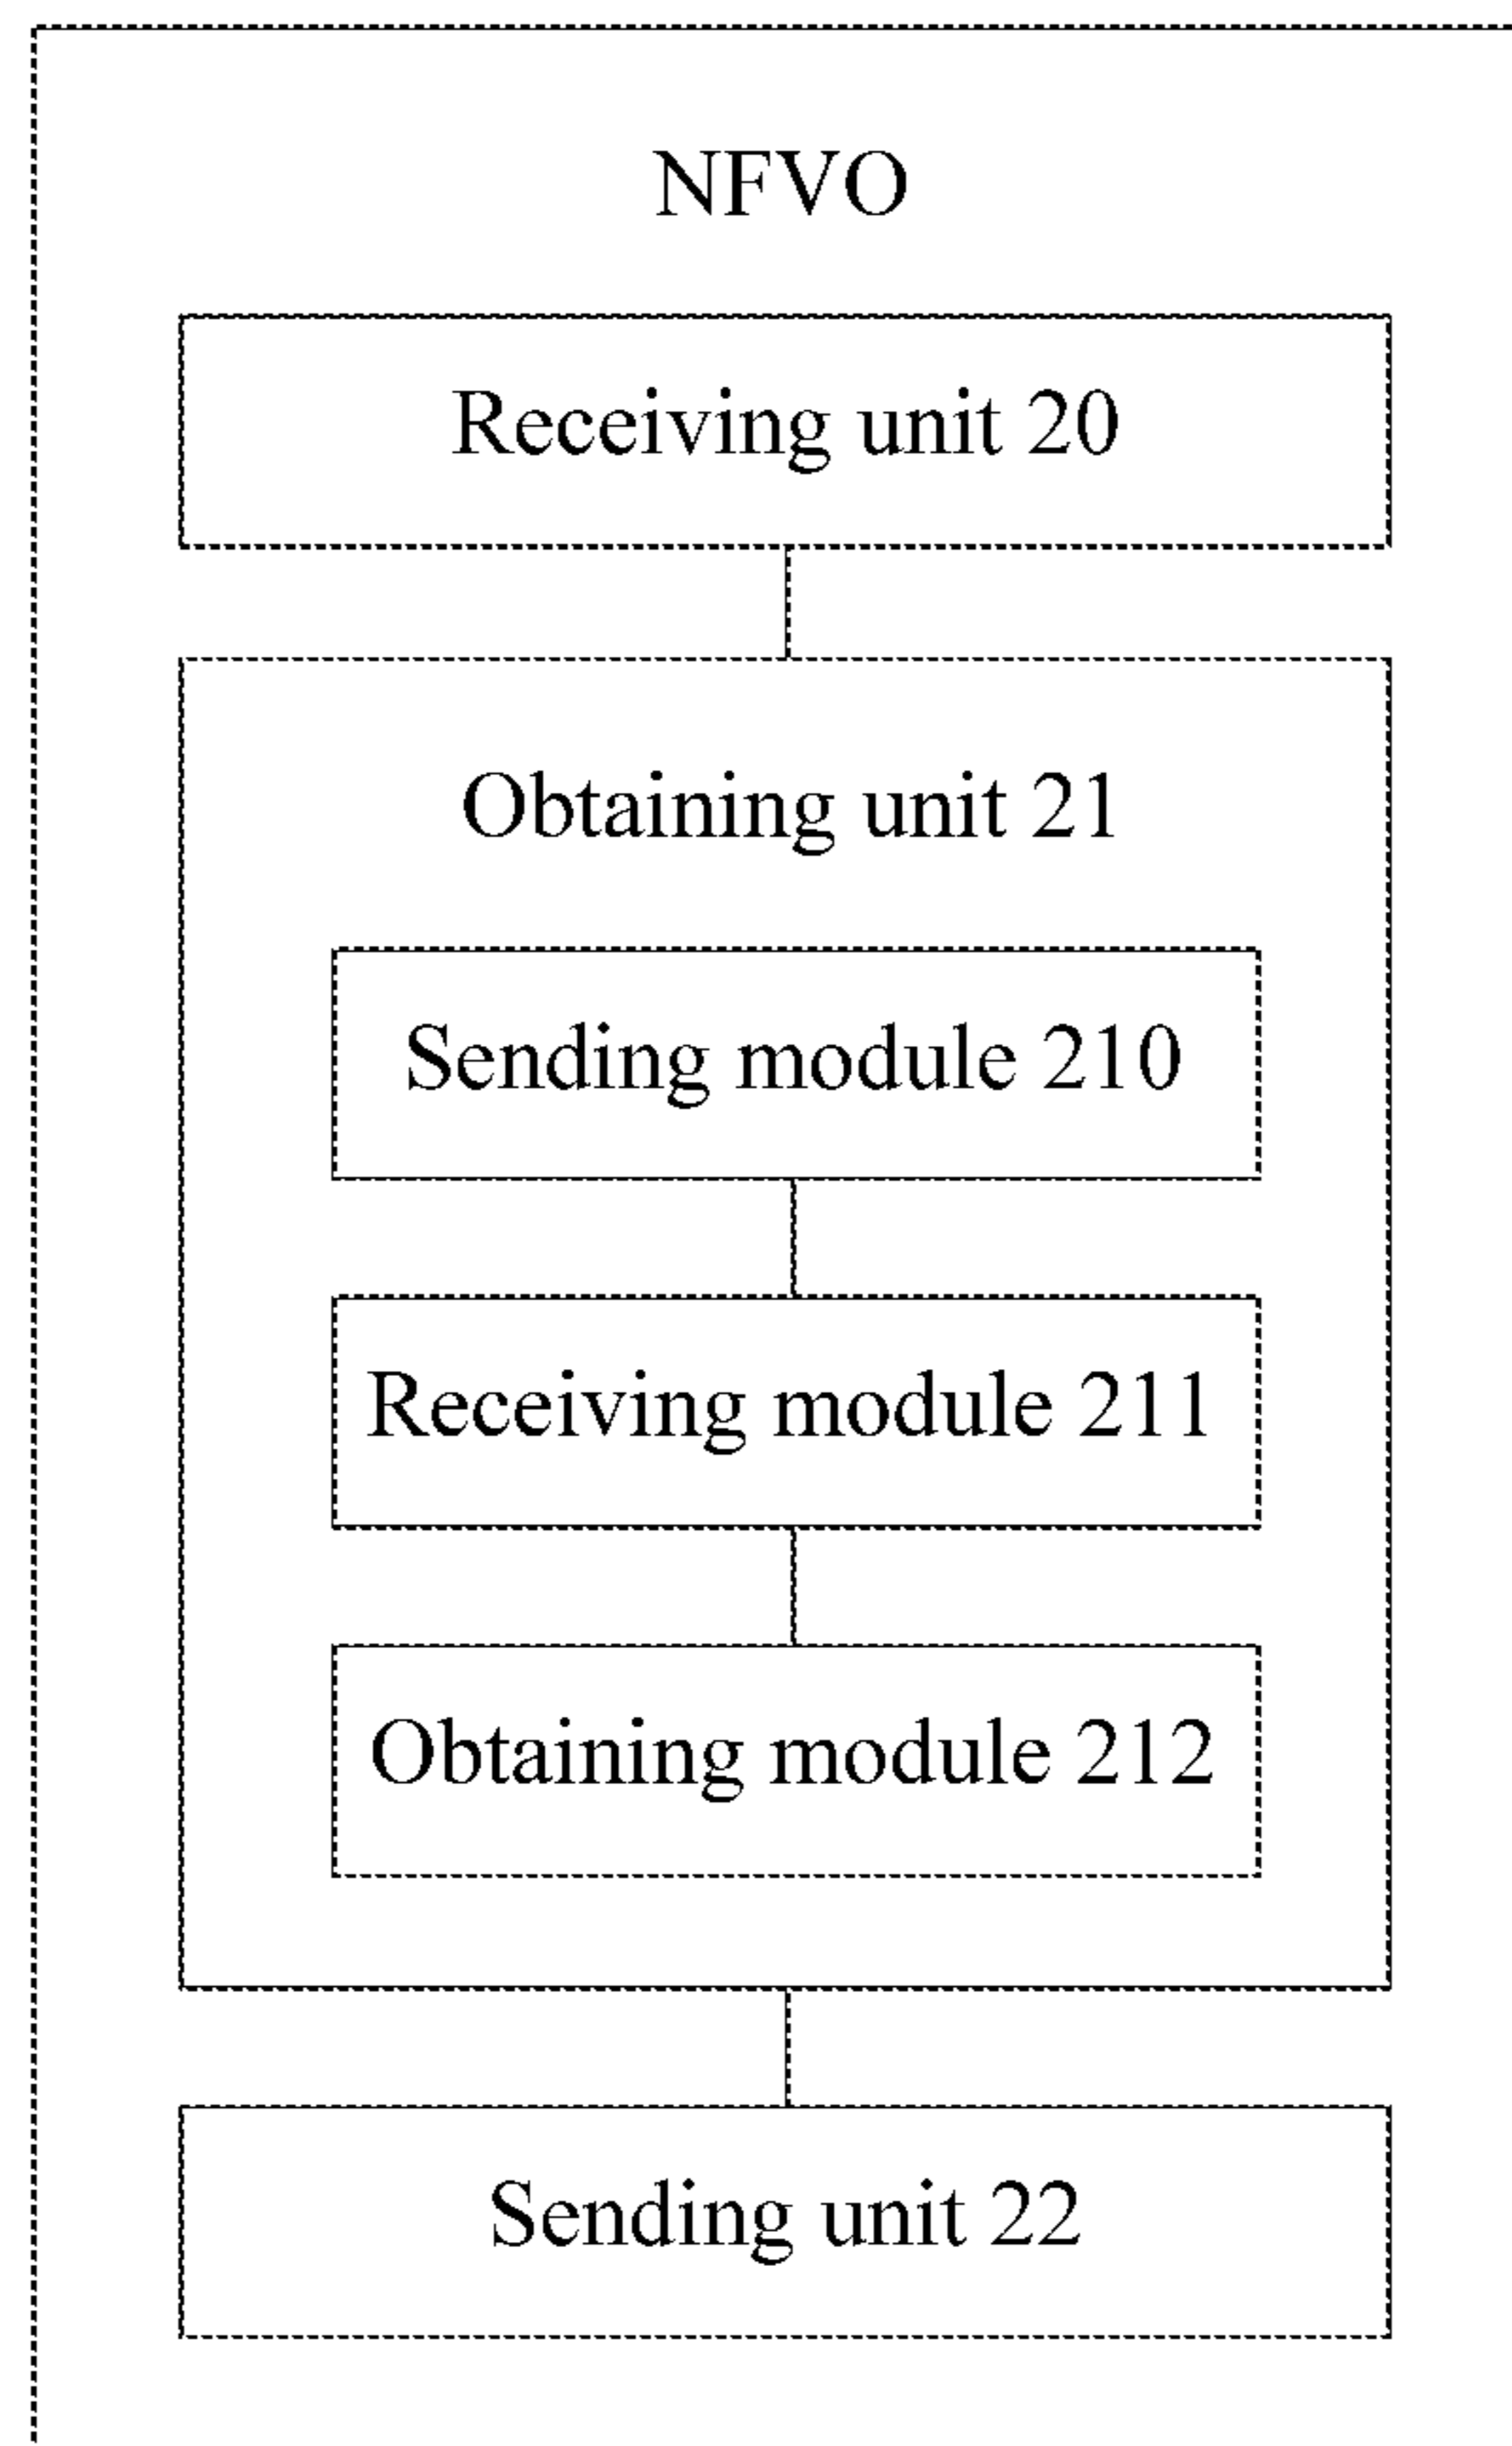 NFVO
Receiving unit 20
Obtaining unit 21
Sending module 210
Receiving module 211
Obtaining module 212
Sending unit 22